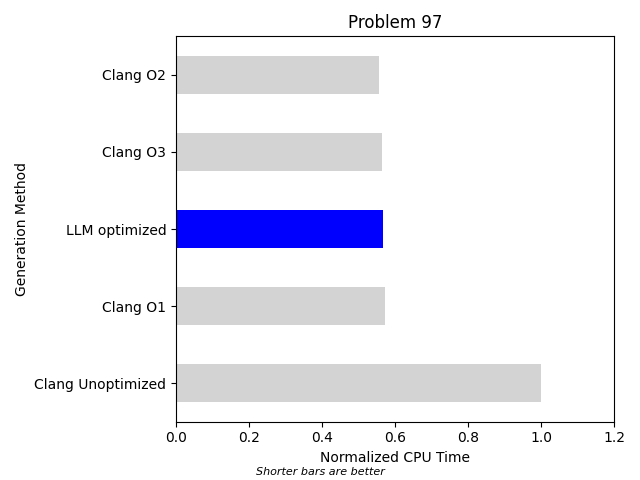 Problem 97
Generation Method
Clang O2
Clang O3
LLM optimized
Clang O1
Clang Unoptimized
0.0 0.2 0.4 0.6 0.8 1.0 1.2
Normalized CPU Time
Shorter bars are better